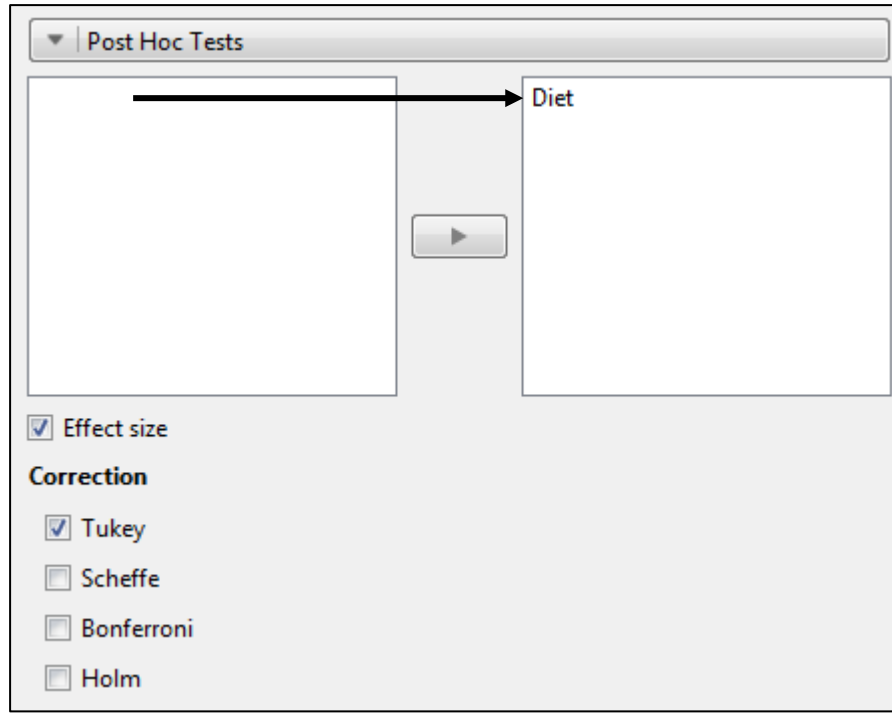 Post Hoc Tests
Diet
Effect size
Correction
Tukey
Scheffe
Bonferroni
Holm